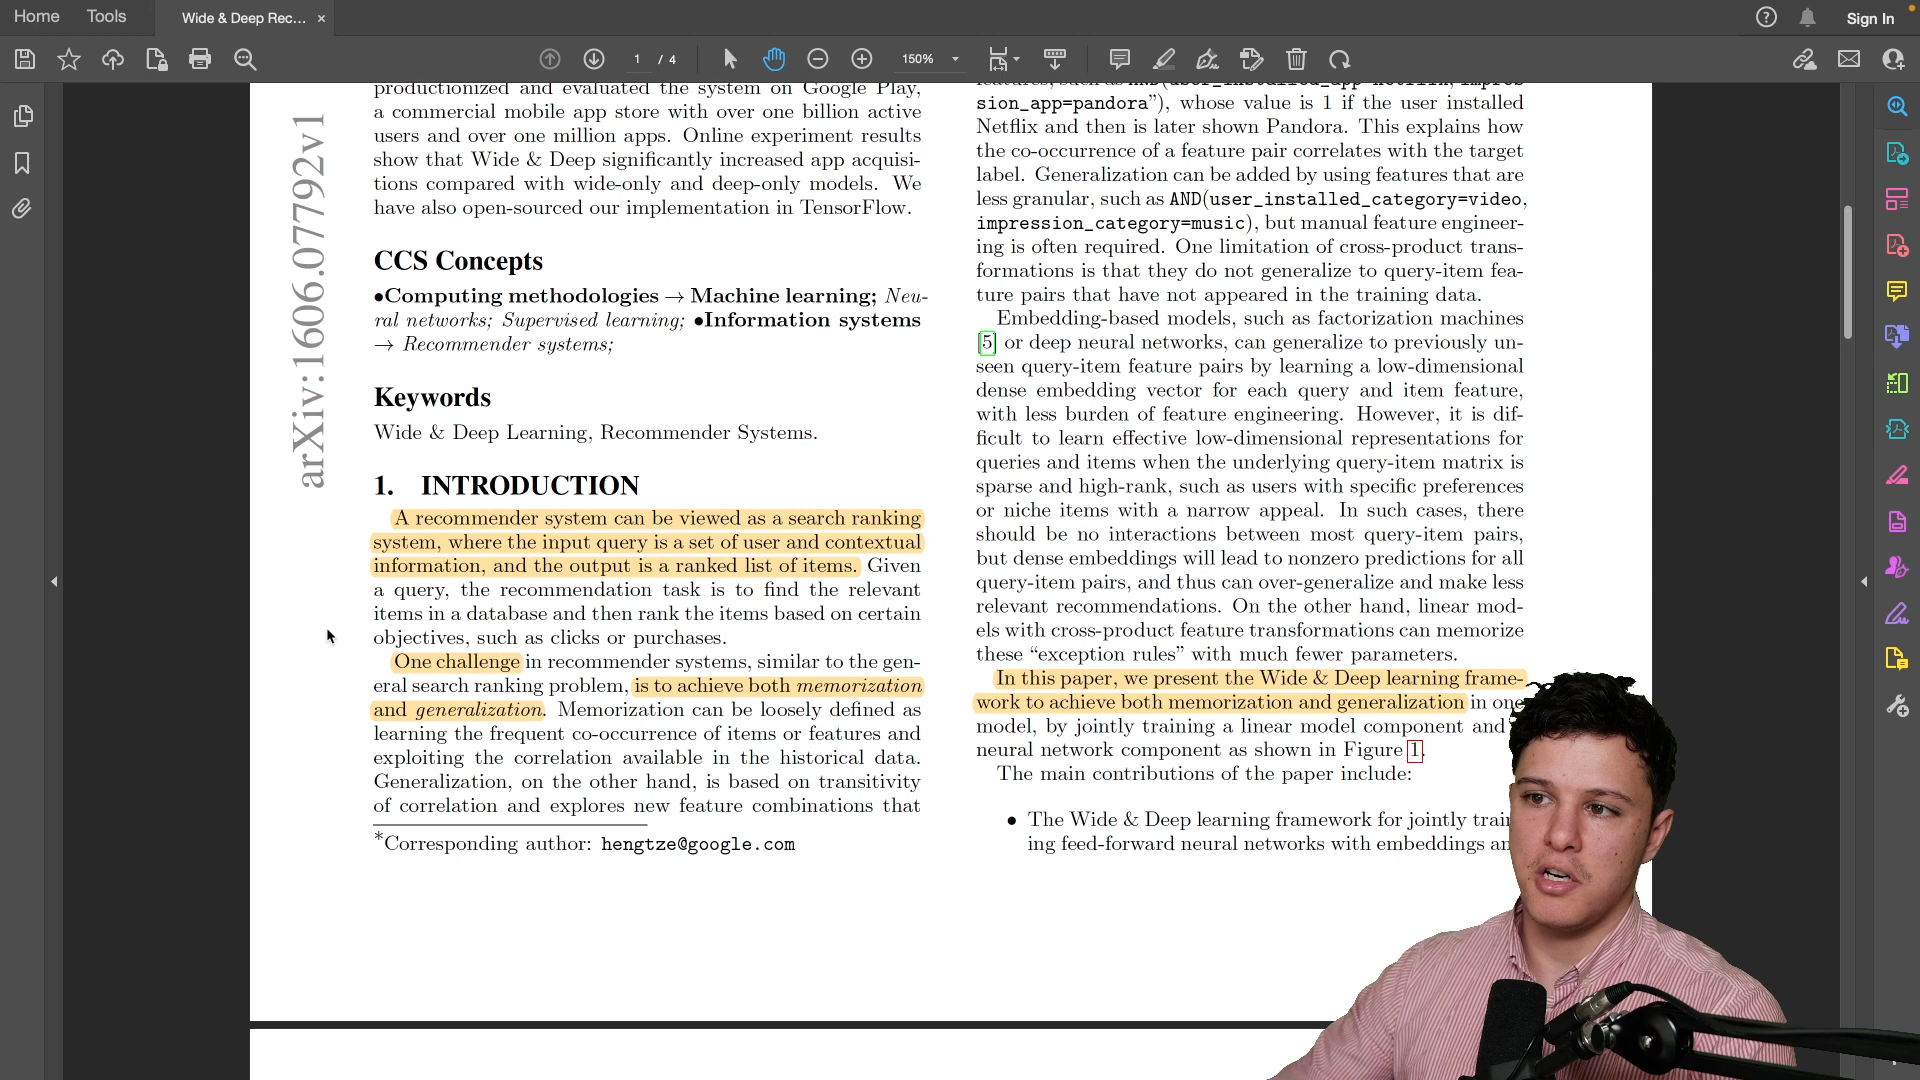 Home
Tools
Wide & Deep Rec...
Sign In
1 / 4
150%
arXiv:1606.07792v1
productionized and evaluated the system on Google Play,
a commercial mobile app store with over one billion active
users and over one million apps. Online experiment results
show that Wide & Deep significantly increased app acquisi-
tions compared with wide-only and deep-only models. We
have also open-sourced our implementation in TensorFlow.
CCS Concepts
•Computing methodologies → Machine learning; Neu-
ral networks; Supervised learning; •Information systems
→ Recommender systems;
Keywords
Wide & Deep Learning, Recommender Systems.
1. INTRODUCTION
A recommender system can be viewed as a search ranking
system, where the input query is a set of user and contextual
information, and the output is a ranked list of items. Given
a query, the recommendation task is to find the relevant
items in a database and then rank the items based on certain
objectives, such as clicks or purchases.
One challenge in recommender systems, similar to the gen-
eral search ranking problem, is to achieve both memorization
and generalization. Memorization can be loosely defined as
learning the frequent co-occurrence of items or features and
exploiting the correlation available in the historical data.
Generalization, on the other hand, is based on transitivity
of correlation and explores new feature combinations that
*Corresponding author: hengtze@google.com
sion_app=pandora”), whose value is 1 if the user installed
Netflix and then is later shown Pandora. This explains how
the co-occurrence of a feature pair correlates with the target
label. Generalization can be added by using features that are
less granular, such as AND(user_installed_category=video,
impression_category=music), but manual feature engineer-
ing is often required. One limitation of cross-product trans-
formations is that they do not generalize to query-item fea-
ture pairs that have not appeared in the training data.
Embedding-based models, such as factorization machines
[5] or deep neural networks, can generalize to previously un-
seen query-item feature pairs by learning a low-dimensional
dense embedding vector for each query and item feature,
with less burden of feature engineering. However, it is dif-
ficult to learn effective low-dimensional representations for
queries and items when the underlying query-item matrix is
sparse and high-rank, such as users with specific preferences
or niche items with a narrow appeal. In such cases, there
should be no interactions between most query-item pairs,
but dense embeddings will lead to nonzero predictions for all
query-item pairs, and thus can over-generalize and make less
relevant recommendations. On the other hand, linear mod-
els with cross-product feature transformations can memorize
these “exception rules” with much fewer parameters.
In this paper, we present the Wide & Deep learning frame-
work to achieve both memorization and generalization in one
model, by jointly training a linear model component and
neural network component as shown in Figure 1.
The main contributions of the paper include:
• The Wide & Deep learning framework for jointly train
ing feed-forward neural networks with embeddings an